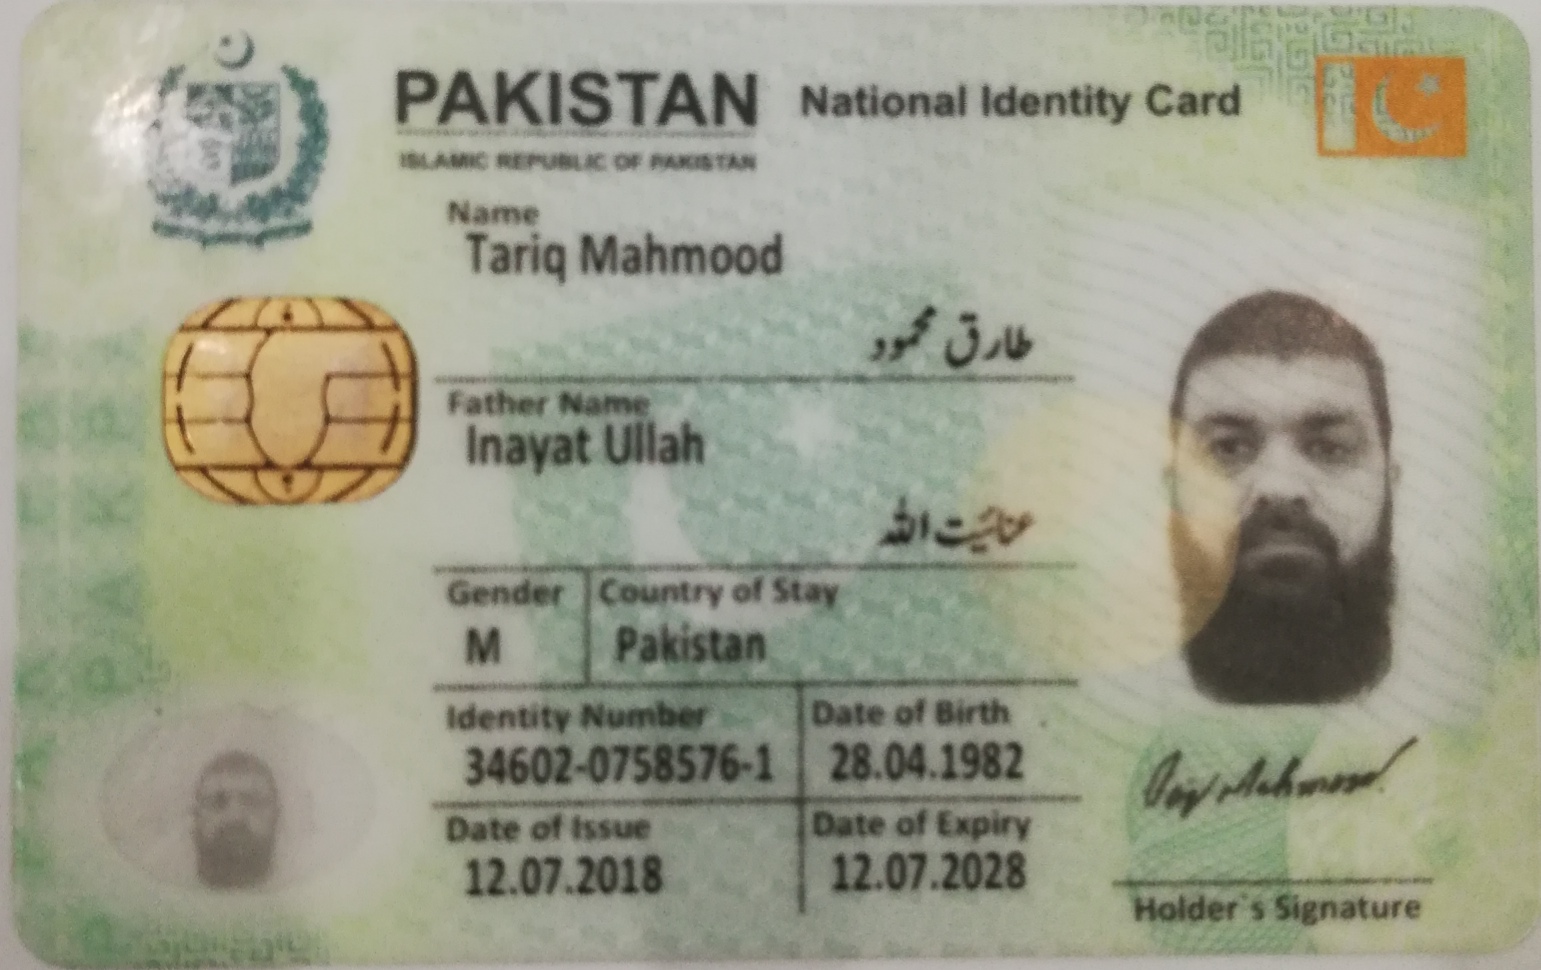 PAKISTAN National Identity Card
ISLAMIC REPUBLIC OF PAKISTAN
Name
Tariq Mahmood
طارق محمود
Father Name
Inayat Ullah
عنائیت اللہ
Gender Country of Stay
M Pakistan
Identity Number Date of Birth
34602-0758576-1 28.04.1982
Date of Issue Date of Expiry
12.07.2018 12.07.2028
Mahmood
Holder`s Signature